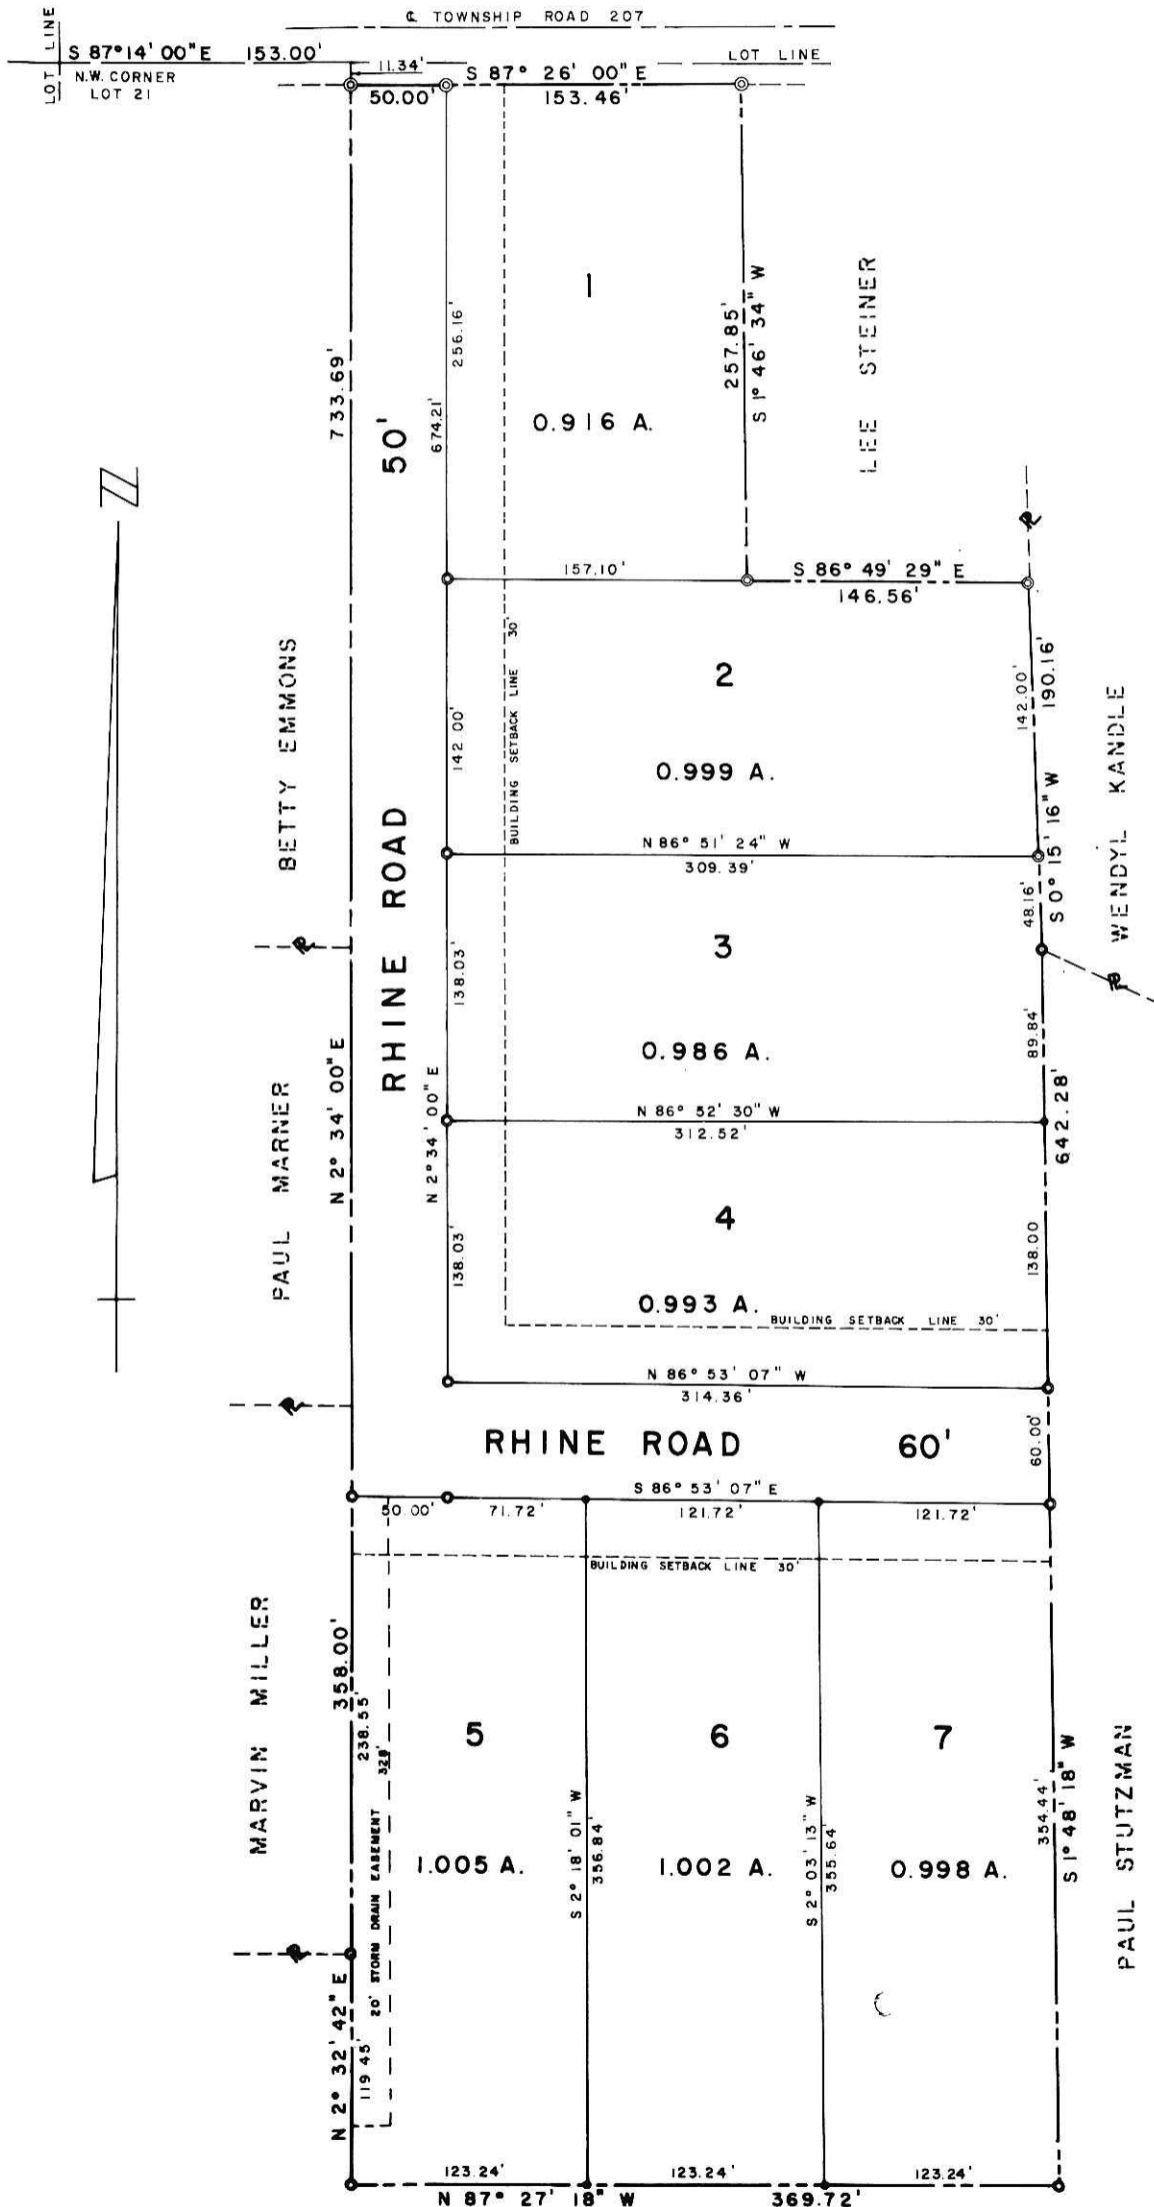 ℄ TOWNSHIP ROAD 207
LOT LINE
S 87° 14' 00" E 153.00'
N.W. CORNER
LOT 21
LOT LINE
11.34'
S 87° 26' 00" E
50.00'
153.46'
1
0.916 A.
256.16'
674.21'
733.69'
50'
257.85'
S 1° 46' 34" W
LEE STEINER
157.10'
S 86° 49' 29" E
146.56'
BUILDING SETBACK LINE 30'
2
0.999 A.
142.00'
142.00'
190.16'
BETTY EMMONS
WENDYL KANDLE
N 86° 51' 24" W
309.39'
S 0° 15' 16" W
48.16'
RHINE ROAD
3
0.986 A.
138.03'
89.84'
N 2° 34' 00" E
N 2° 34' 00" E
PAUL MARNER
N 86° 52' 30" W
312.52'
642.28'
4
0.993 A.
138.03'
138.00
BUILDING SETBACK LINE 30'
N 86° 53' 07" W
314.36'
RHINE ROAD 60'
60.00'
S 86° 53' 07" E
50.00'
71.72'
121.72'
121.72'
BUILDING SETBACK LINE 30'
MARVIN MILLER
358.00'
238.55'
328'
5
6
7
1.005 A.
1.002 A.
0.998 A.
20' STORM DRAIN EASEMENT
S 2° 18' 01" W
356.84'
S 2° 03' 13" W
355.64'
354.44'
S 1° 48' 18" W
PAUL STUTZMAN
N 2° 32' 42" E
119.45'
123.24'
123.24'
123.24'
N 87° 27' 18" W 369.72'